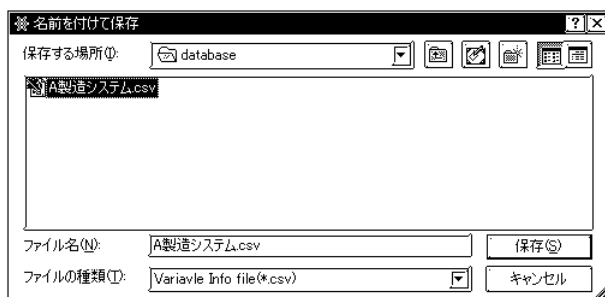 名前を付けて保存
保存する場所(I):
database
A製造システム.csv
ファイル名(N):
A製造システム.csv
保存(S)
ファイルの種類(T):
Variavle Info file(*.csv)
キャンセル